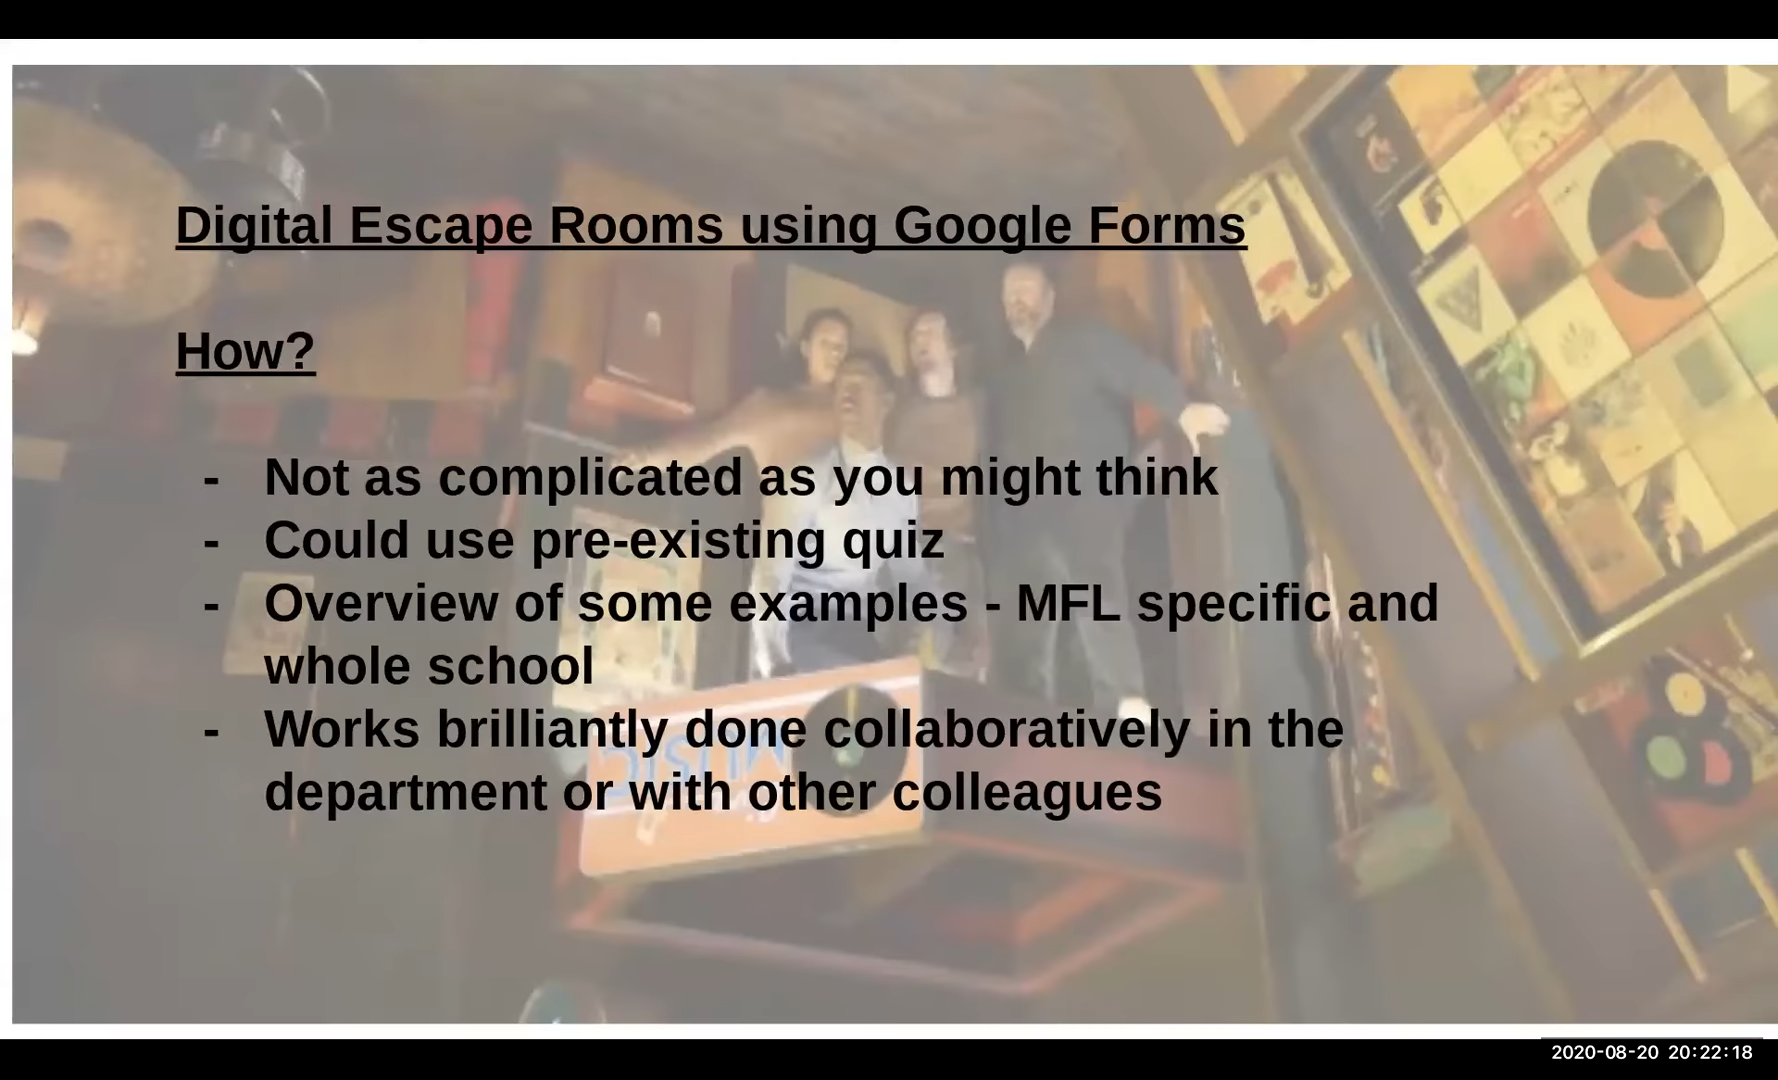 Digital Escape Rooms using Google Forms
How?
- Not as complicated as you might think
- Could use pre-existing quiz
- Overview of some examples - MFL specific and
whole school
- Works brilliantly done collaboratively in the
department or with other colleagues
MUSIC
2020-08-20 20:22:18